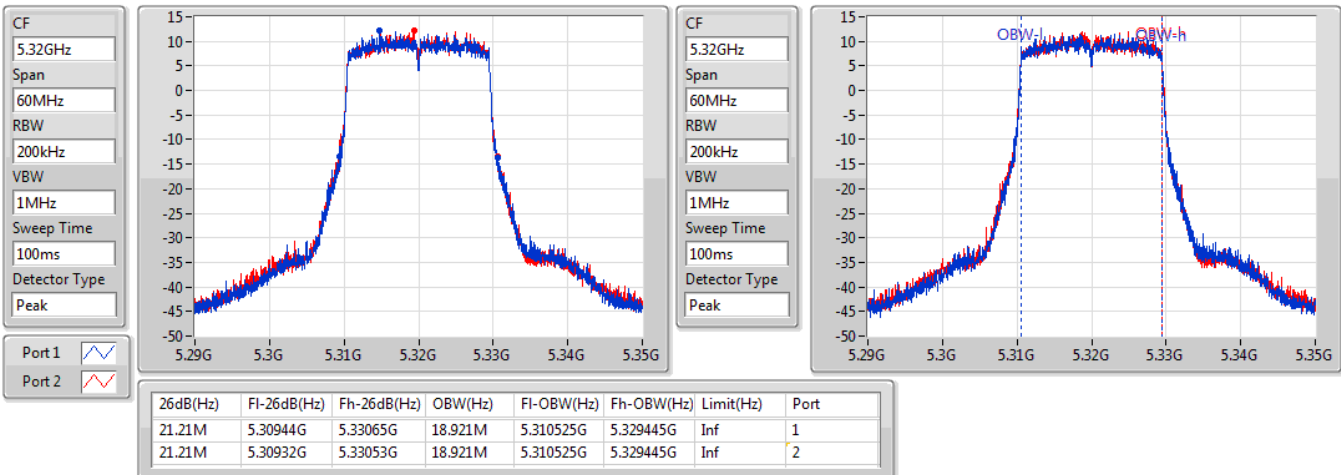 CF
5.32GHz
Span
60MHz
RBW
200kHz
VBW
1MHz
Sweep Time
100ms
Detector Type
Peak
Port 1
Port 2
15
10
5
0
-5
-10
-15
-20
-25
-30
-35
-40
-45
-50
5.29G 5.3G 5.31G 5.32G 5.33G 5.34G 5.35G
CF
5.32GHz
Span
60MHz
RBW
200kHz
VBW
1MHz
Sweep Time
100ms
Detector Type
Peak
15
10
5
0
-5
-10
-15
-20
-25
-30
-35
-40
-45
-50
OBW-l OBW-h
5.29G 5.3G 5.31G 5.32G 5.33G 5.34G 5.35G
26dB(Hz) Fl-26dB(Hz) Fh-26dB(Hz) OBW(Hz) Fl-OBW(Hz) Fh-OBW(Hz) Limit(Hz) Port
21.21M 5.30944G 5.33065G 18.921M 5.310525G 5.329445G Inf 1
21.21M 5.30932G 5.33053G 18.921M 5.310525G 5.329445G Inf 2